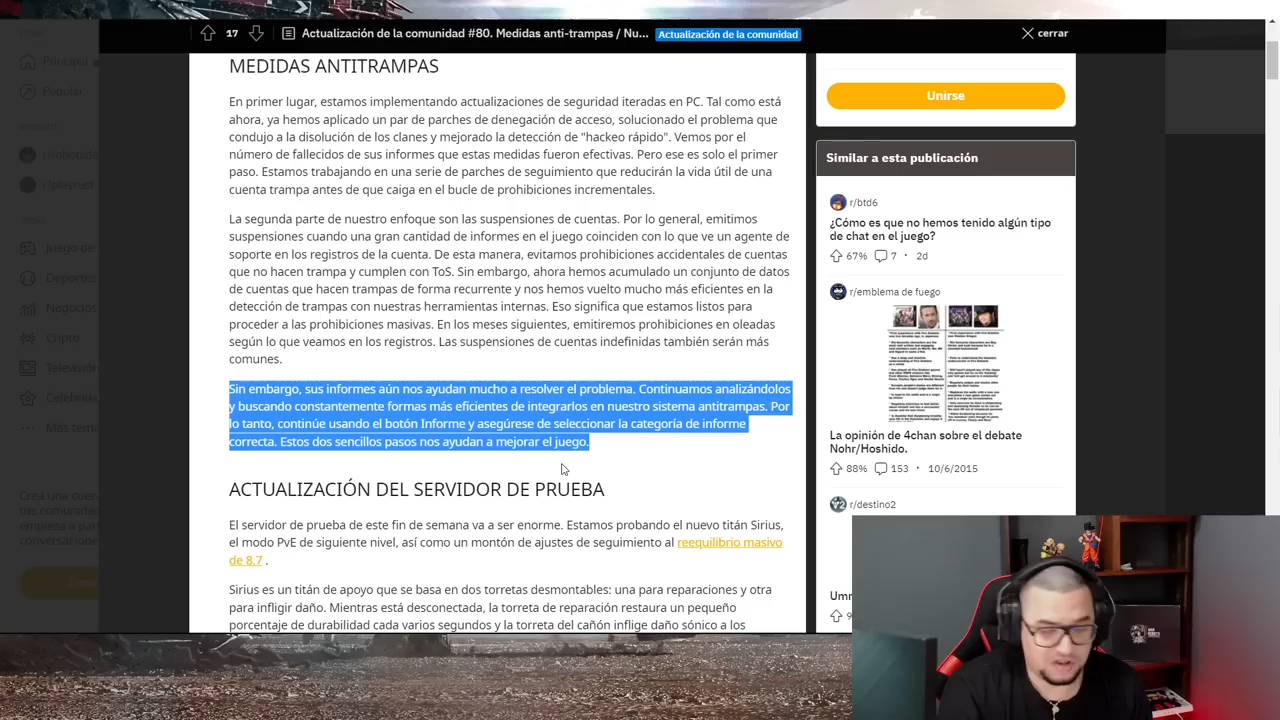 17
Actualización de la comunidad #80. Medidas anti-trampas / Nu...
Actualización de la comunidad
cerrar
MEDIDAS ANTITRAMPAS
En primer lugar, estamos implementando actualizaciones de seguridad iteradas en PC. Tal como está
ahora, ya hemos aplicado un par de parches de denegación de acceso, solucionado el problema que
condujo a la disolución de los clanes y mejorado la detección de "hackeo rápido". Vemos por el
número de fallecidos de sus informes que estas medidas fueron efectivas. Pero ese es solo el primer
paso. Estamos trabajando en una serie de parches de seguimiento que reducirán la vida útil de una
cuenta trampa antes de que caiga en el bucle de prohibiciones incrementales.
La segunda parte de nuestro enfoque son las suspensiones de cuentas. Por lo general, emitimos
suspensiones cuando una gran cantidad de informes en el juego coinciden con lo que ve un agente de
soporte en los registros de la cuenta. De esta manera, evitamos prohibiciones accidentales de cuentas
que no hacen trampa y cumplen con ToS. Sin embargo, ahora hemos acumulado un conjunto de datos
de cuentas que hacen trampas de forma recurrente y nos hemos vuelto mucho más eficientes en la
detección de trampas con nuestras herramientas internas. Eso significa que estamos listos para
proceder a las prohibiciones masivas. En los meses siguientes, emitiremos prohibiciones en oleadas
según lo que veamos en los registros. Las suspensiones de cuentas indefinidas también serán más
comunes.
Sin embargo, sus informes aún nos ayudan mucho a resolver el problema. Continuamos analizándolos
y buscando constantemente formas más eficientes de integrarlos en nuestro sistema antitrampas. Por
lo tanto, continúe usando el botón Informe y asegúrese de seleccionar la categoría de informe
correcta. Estos dos sencillos pasos nos ayudan a mejorar el juego.
ACTUALIZACIÓN DEL SERVIDOR DE PRUEBA
El servidor de prueba de este fin de semana va a ser enorme. Estamos probando el nuevo titán Sirius,
el modo PvE de siguiente nivel, así como un montón de ajustes de seguimiento al reequilibrio masivo
de 8.7 .
Sirius es un titán de apoyo que se basa en dos torretas desmontables: una para reparaciones y otra
para infligir daño. Mientras está desconectada, la torreta de reparación restaura un pequeño
porcentaje de durabilidad cada varios segundos y la torreta del cañón inflige daño sónico a los
Unirse
Similar a esta publicación
r/btd6
¿Cómo es que no hemos tenido algún tipo
de chat en el juego?
67% 7 · 2d
r/emblema de fuego
La opinión de 4chan sobre el debate
Nohr/Hoshido.
88% 153 · 10/6/2015
r/destino2
Principal
Popular
Juego de
Deportes
Negocios
Cripto